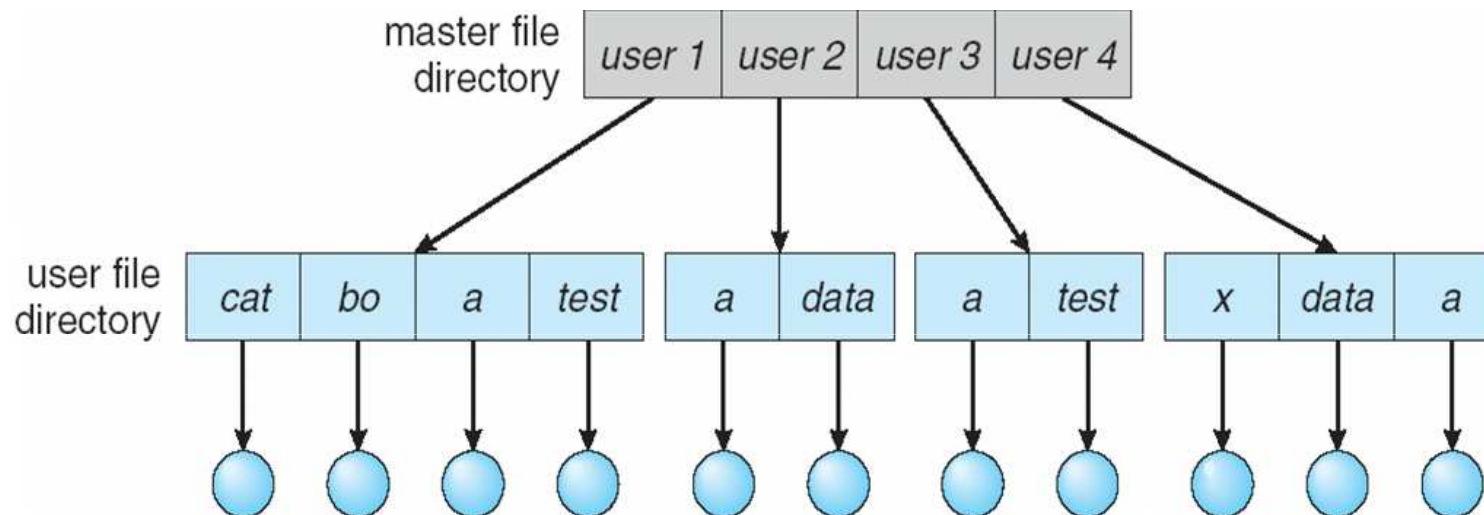 master file
directory
user 1 user 2 user 3 user 4
user file
directory
cat bo a test a data a test x data a